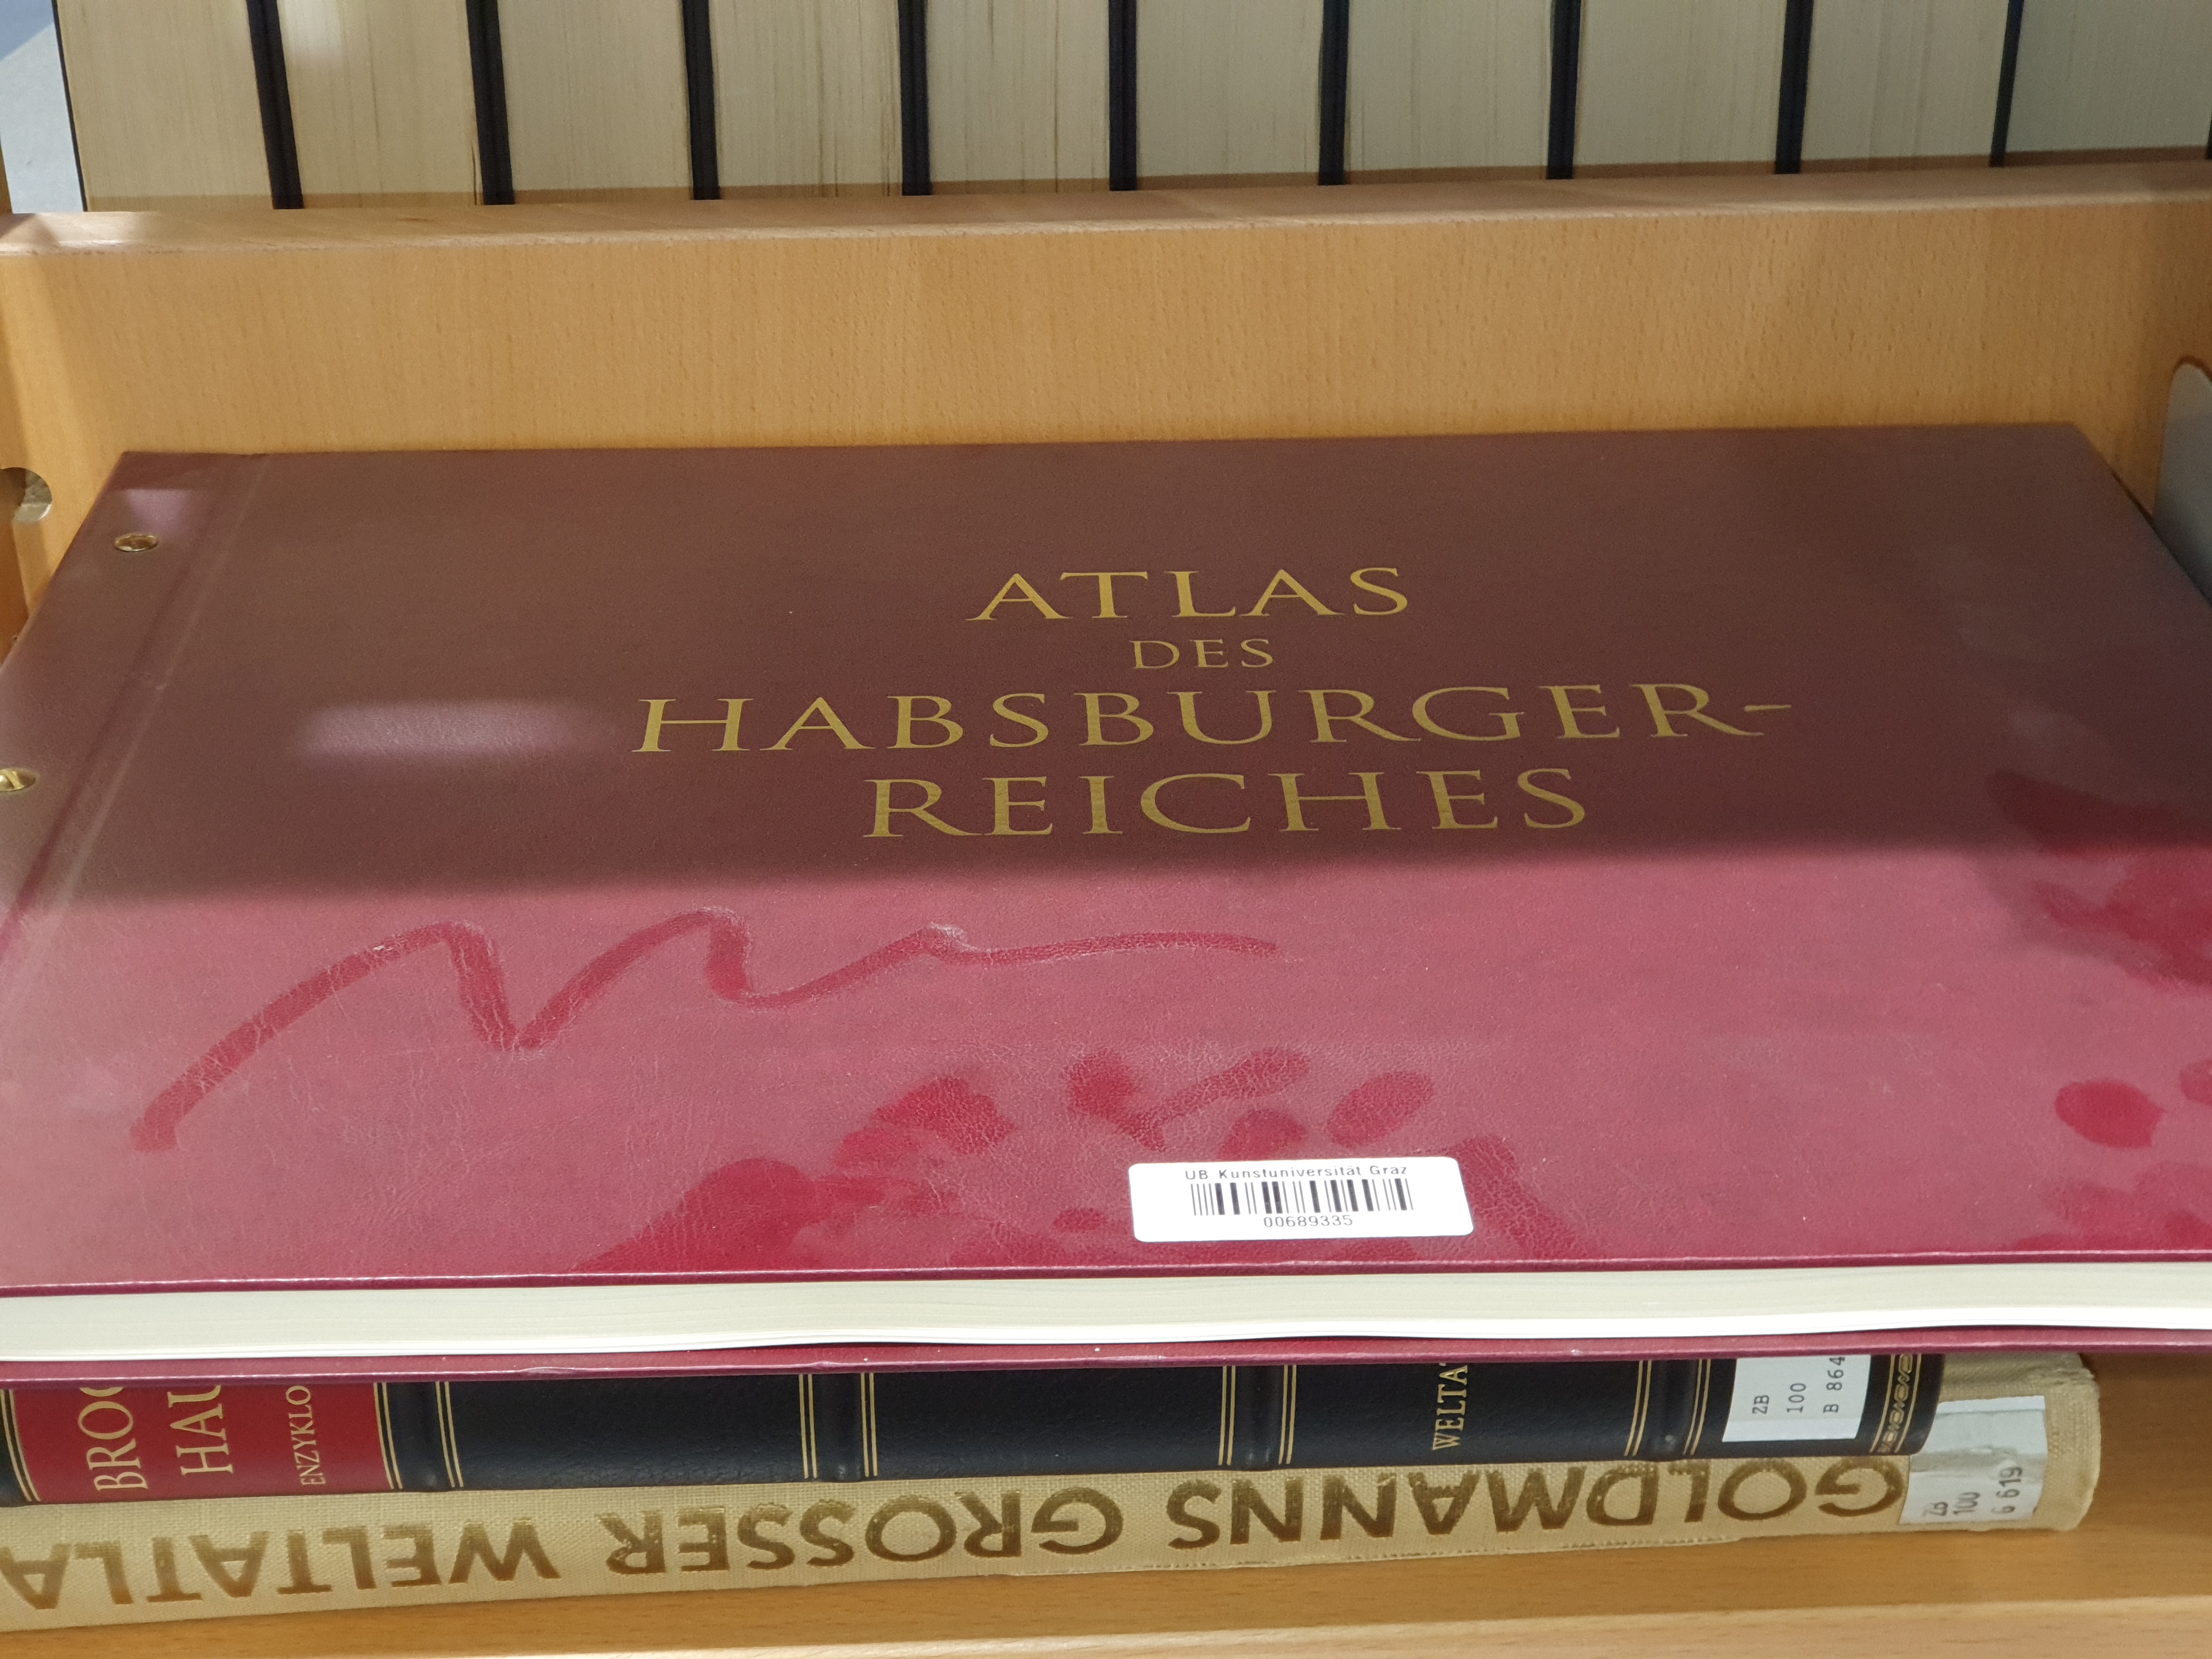 ATLAS
DES
HABSBURGER-
REICHES
UB Kunstuniversität Graz
00689335
BROC
HAU
ENZYKLO
WELTA
ZB
100
B 864
GOLDMANNS GROSSER WELTATLA
ZB
100
G 619